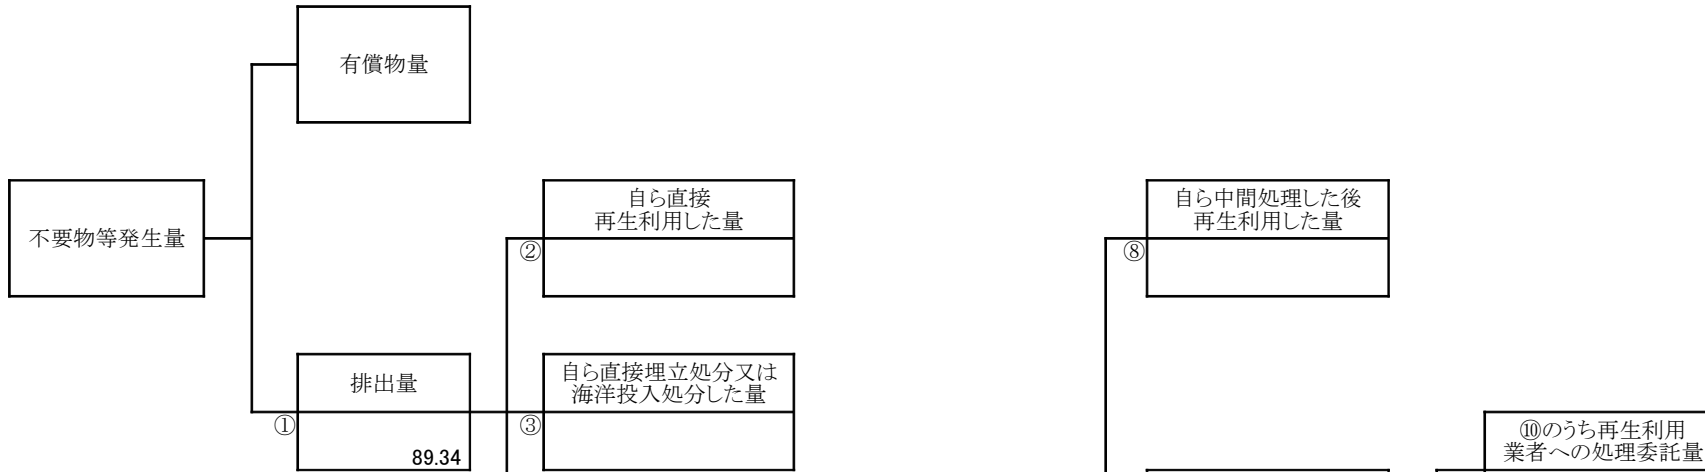 有償物量
不要物等発生量
自ら直接
再生利用した量
②
自ら中間処理した後
再生利用した量
⑧
排出量
①
89.34
自ら直接埋立処分又は
海洋投入処分した量
③
⑩のうち再生利用
業者への処理委託量